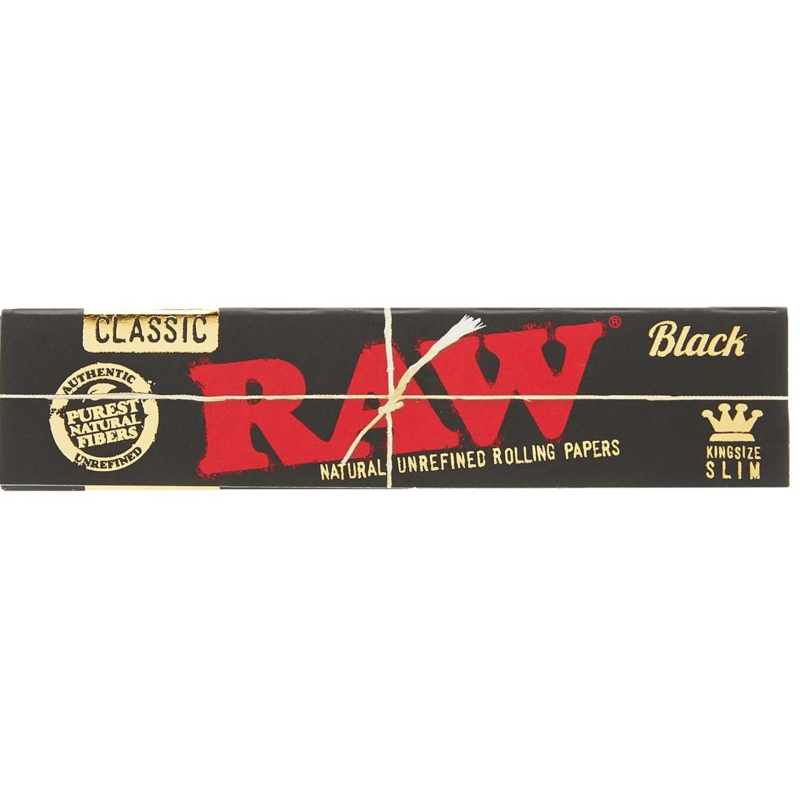 CLASSIC
AUTHENTIC
PUREST
NATURAL
FIBERS
UNREFINED
RAW®
NATURAL UNREFINED ROLLING PAPERS
Black
KINGSIZE
SLIM